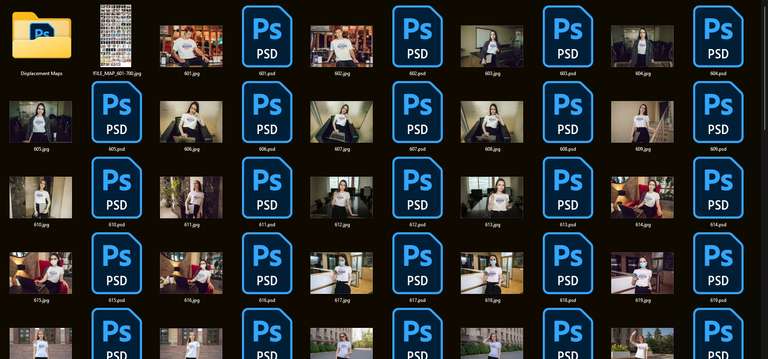 Displacement Maps
!FILE_MAP_601-700.jpg
601.jpg
Ps
PSD
601.psd
602.jpg
Ps
PSD
602.psd
603.jpg
Ps
PSD
603.psd
604.jpg
Ps
PSD
604.psd
605.jpg
Ps
PSD
605.psd
606.jpg
Ps
PSD
606.psd
607.jpg
Ps
PSD
607.psd
608.jpg
Ps
PSD
608.psd
609.jpg
Ps
PSD
609.psd
610.jpg
Ps
PSD
610.psd
611.jpg
Ps
PSD
611.psd
612.jpg
Ps
PSD
612.psd
613.jpg
Ps
PSD
613.psd
614.jpg
Ps
PSD
614.psd
615.jpg
Ps
PSD
615.psd
616.jpg
Ps
PSD
616.psd
617.jpg
Ps
PSD
617.psd
618.jpg
Ps
PSD
618.psd
619.jpg
Ps
PSD
619.psd
Ps
PSD
Ps
PSD
Ps
PSD
Ps
PSD
Ps
PSD